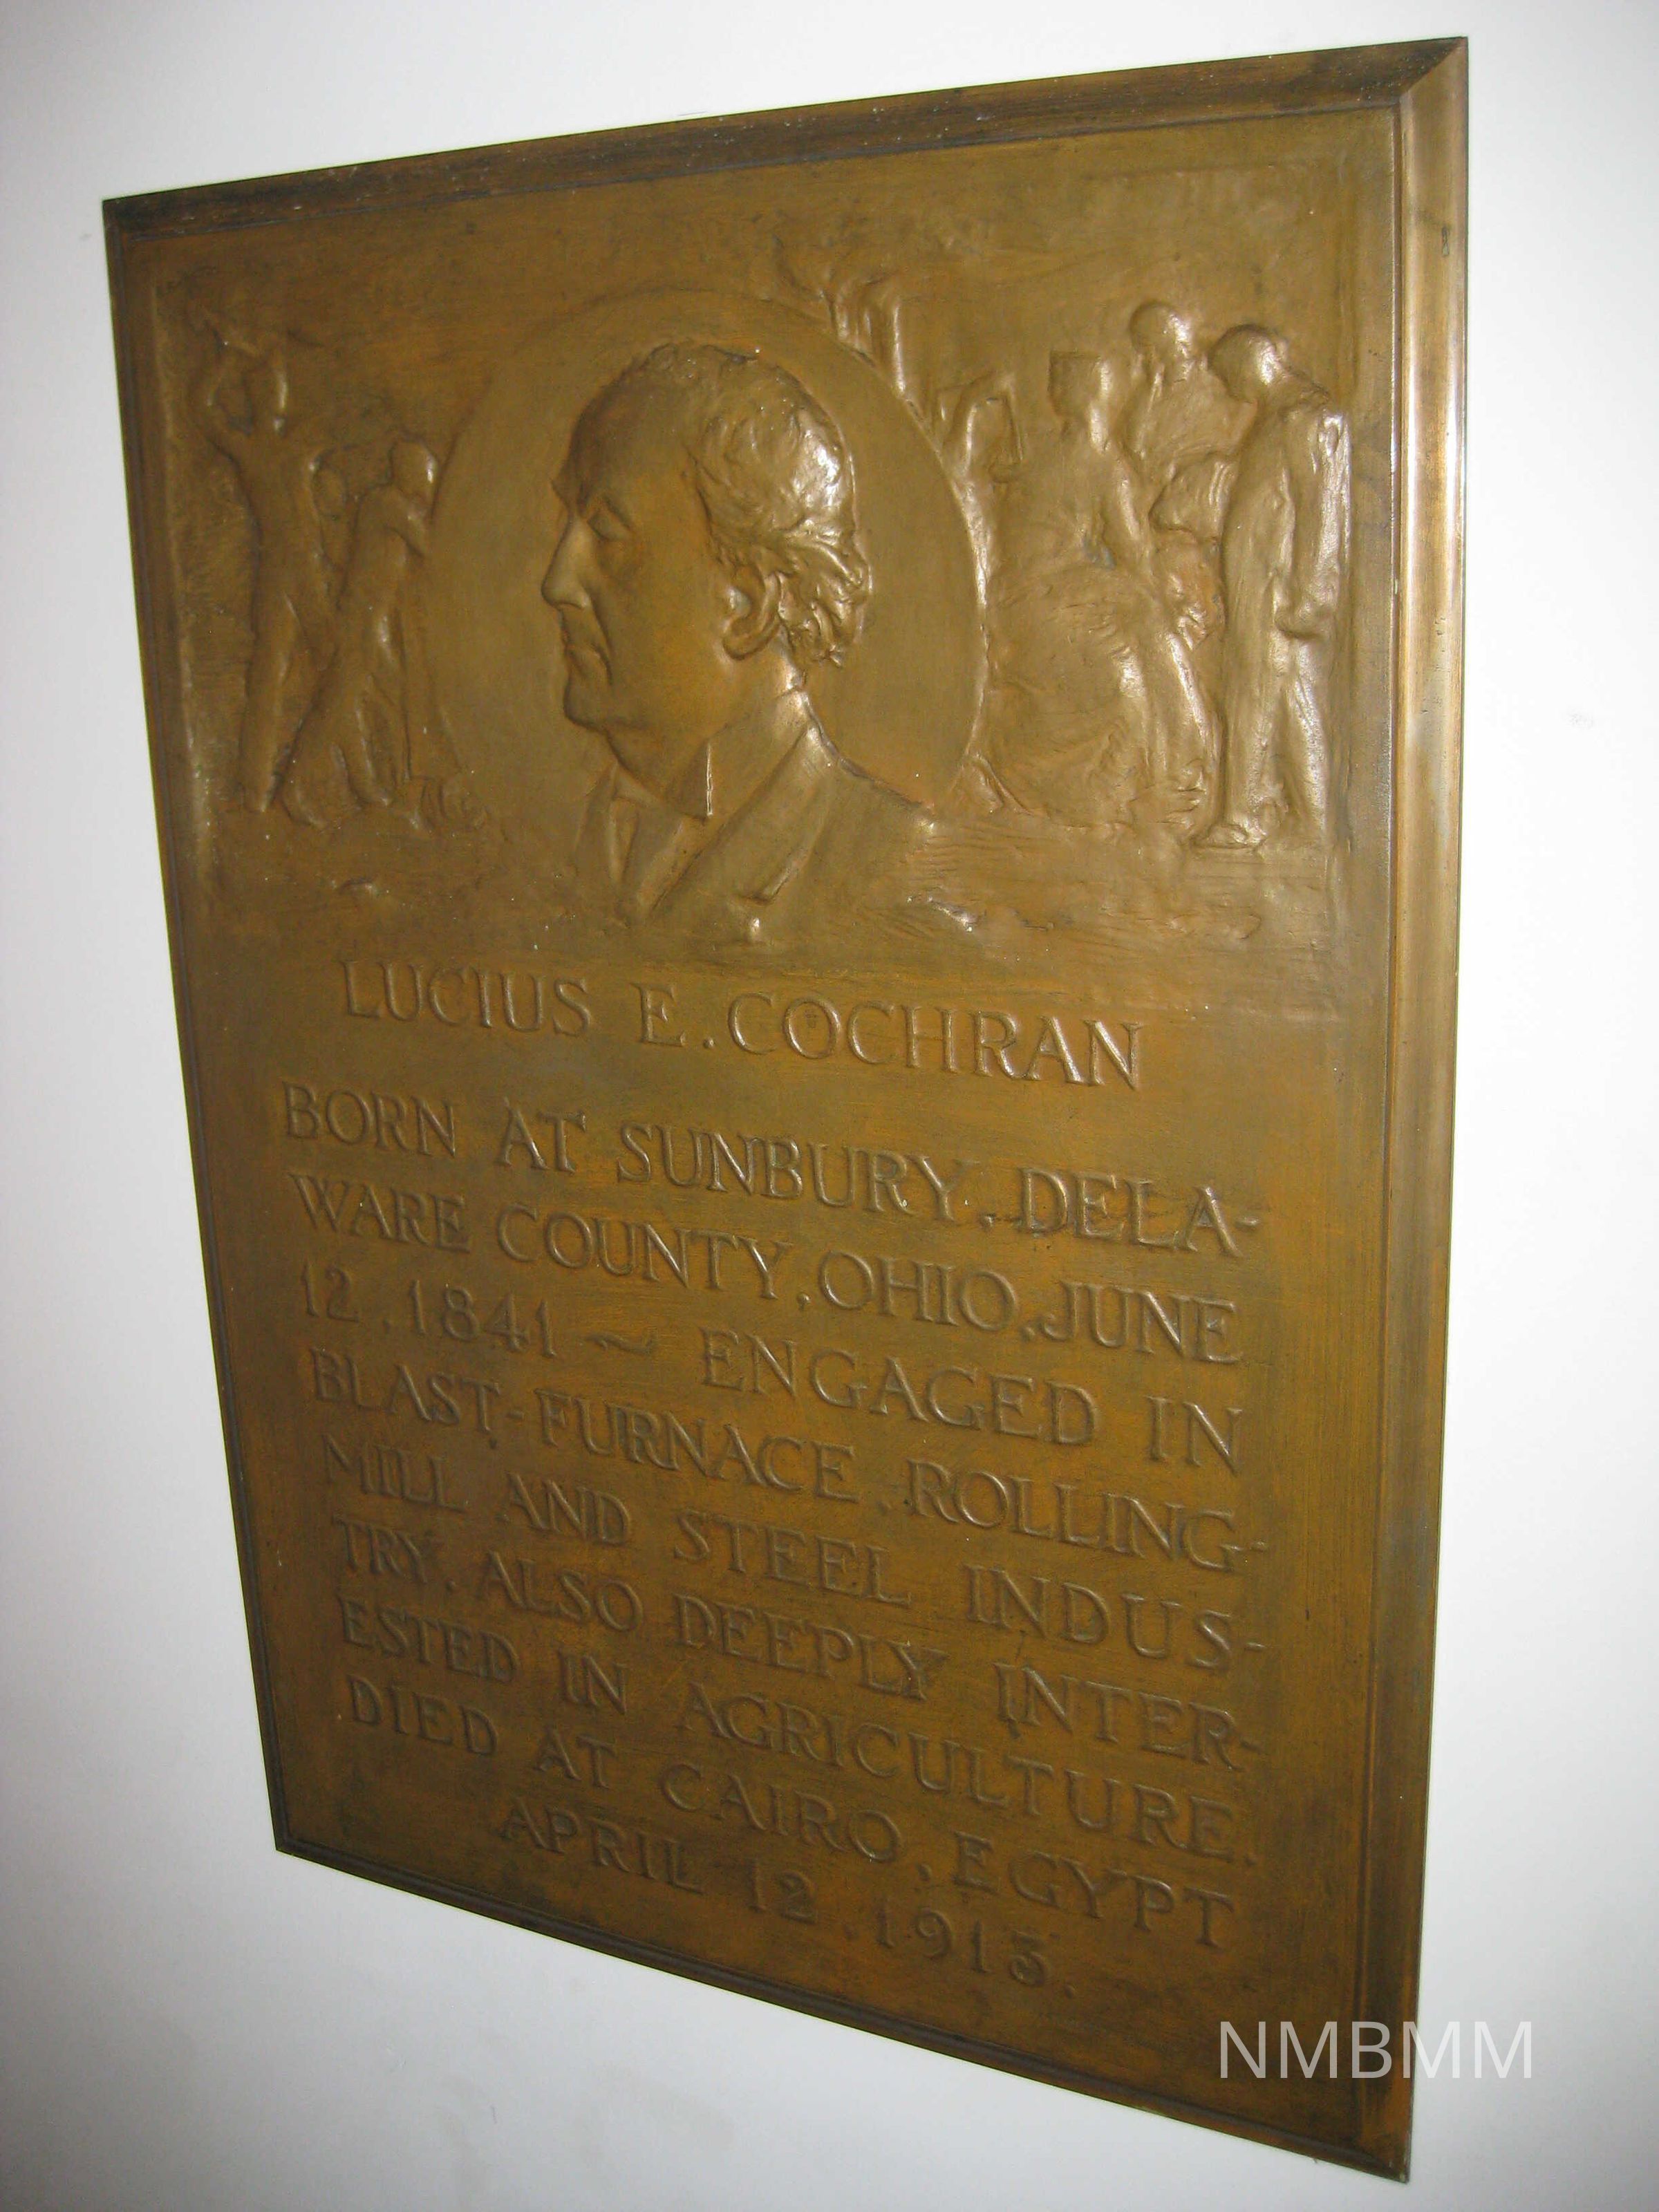 LUCIUS E. COCHRAN
BORN AT SUNBURY, DELA-
WARE COUNTY, OHIO, JUNE
12, 1841 ~ ENGAGED IN
BLAST-FURNACE, ROLLING-
MILL AND STEEL INDUS-
TRY. ALSO DEEPLY INTER-
ESTED IN AGRICULTURE.
DIED AT CAIRO, EGYPT
APRIL 12, 1913.
NMBMM